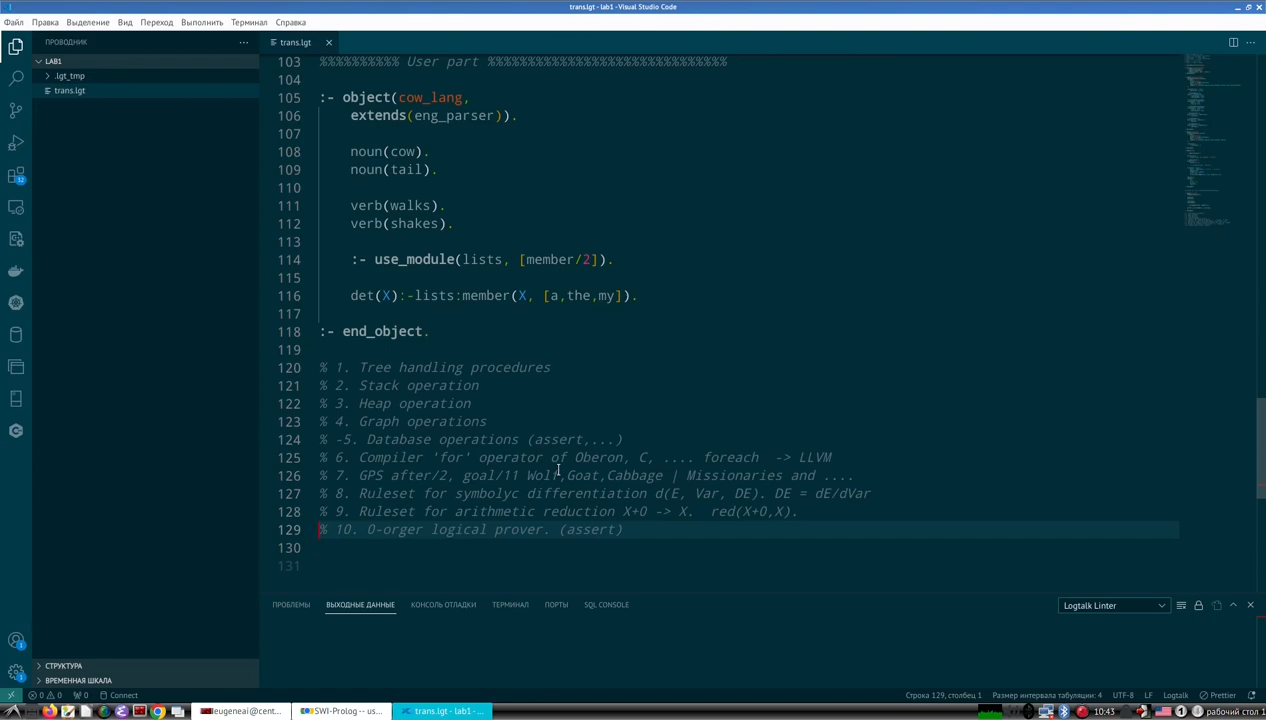 trans.lgt - lab1 - Visual Studio Code
Файл Правка Выделение Вид Переход Выполнить Терминал Справка
ПРОВОДНИК ...
trans.lgt
LAB1
.lgt_tmp
trans.lgt
103 %%%%%%%%%% User part %%%%%%%%%%%%%%%%%%%%%%%%%%%%%%
104
105 :- object(cow_lang,
106 extends(eng_parser)).
107
108 noun(cow).
109 noun(tail).
110
111 verb(walks).
112 verb(shakes).
113
114 :- use_module(lists, [member/2]).
115
116 det(X):-lists:member(X, [a,the,my]).
117
118 :- end_object.
119
120 % 1. Tree handling procedures
121 % 2. Stack operation
122 % 3. Heap operation
123 % 4. Graph operations
124 % -5. Database operations (assert,...)
125 % 6. Compiler 'for' operator of Oberon, C, .... foreach -> LLVM
126 % 7. GPS after/2, goal/11 Wolf,Goat,Cabbage | Missionaries and ....
127 % 8. Ruleset for symbolyc differentiation d(E, Var, DE). DE = dE/dVar
128 % 9. Ruleset for arithmetic reduction X+0 -> X. red(X+0,X).
129 % 10. 0-orger logical prover. (assert)
130
131
ПРОБЛЕМЫ ВЫХОДНЫЕ ДАННЫЕ КОНСОЛЬ ОТЛАДКИ ТЕРМИНАЛ ПОРТЫ SQL CONSOLE
Logtalk Linter
СТРУКТУРА
ВРЕМЕННАЯ ШКАЛА
0 0 0 Connect
Строка 129, столбец 1 Размер интервала табуляции: 4 UTF-8 LF Logtalk Prettier
eugeneai@cent... SWI-Prolog -- us... trans.lgt - lab1 - ... 10:43 рабочий стол 1